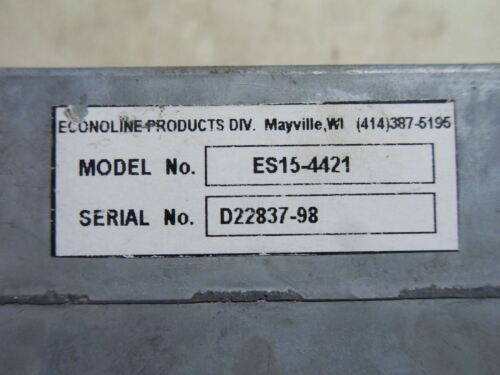 ECONOLINE PRODUCTS DIV. Mayville,WI (414)387-5195
MODEL No. ES15-4421
SERIAL No. D22837-98